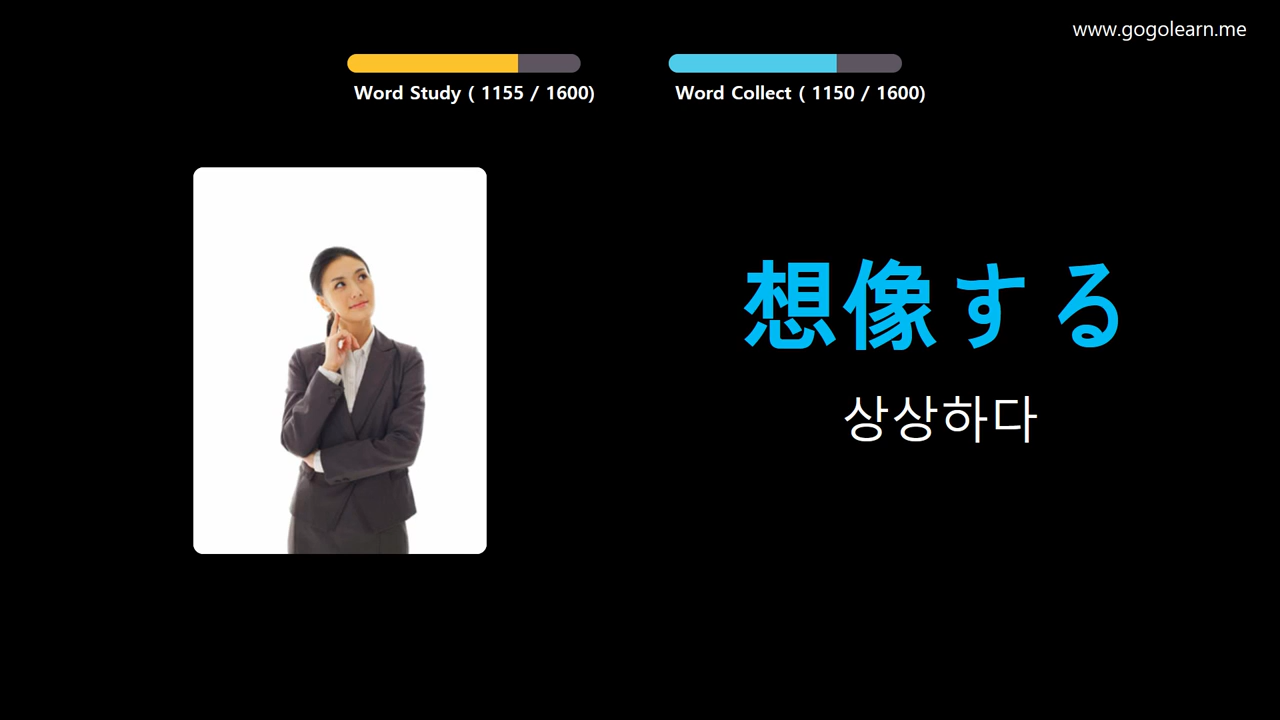 www.gogolearn.me
Word Study ( 1155 / 1600)
Word Collect ( 1150 / 1600)
想像する
상상하다